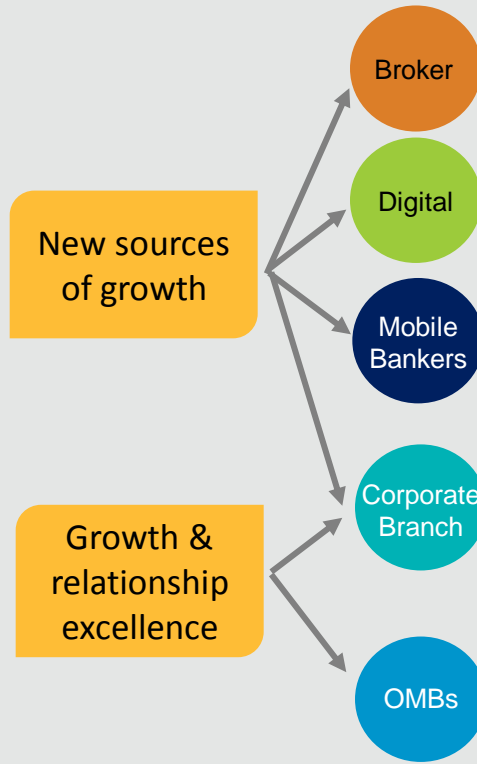 Broker
Digital
New sources
of growth
Mobile
Bankers
Corporate
Branch
Growth &
relationship
excellence
OMBs